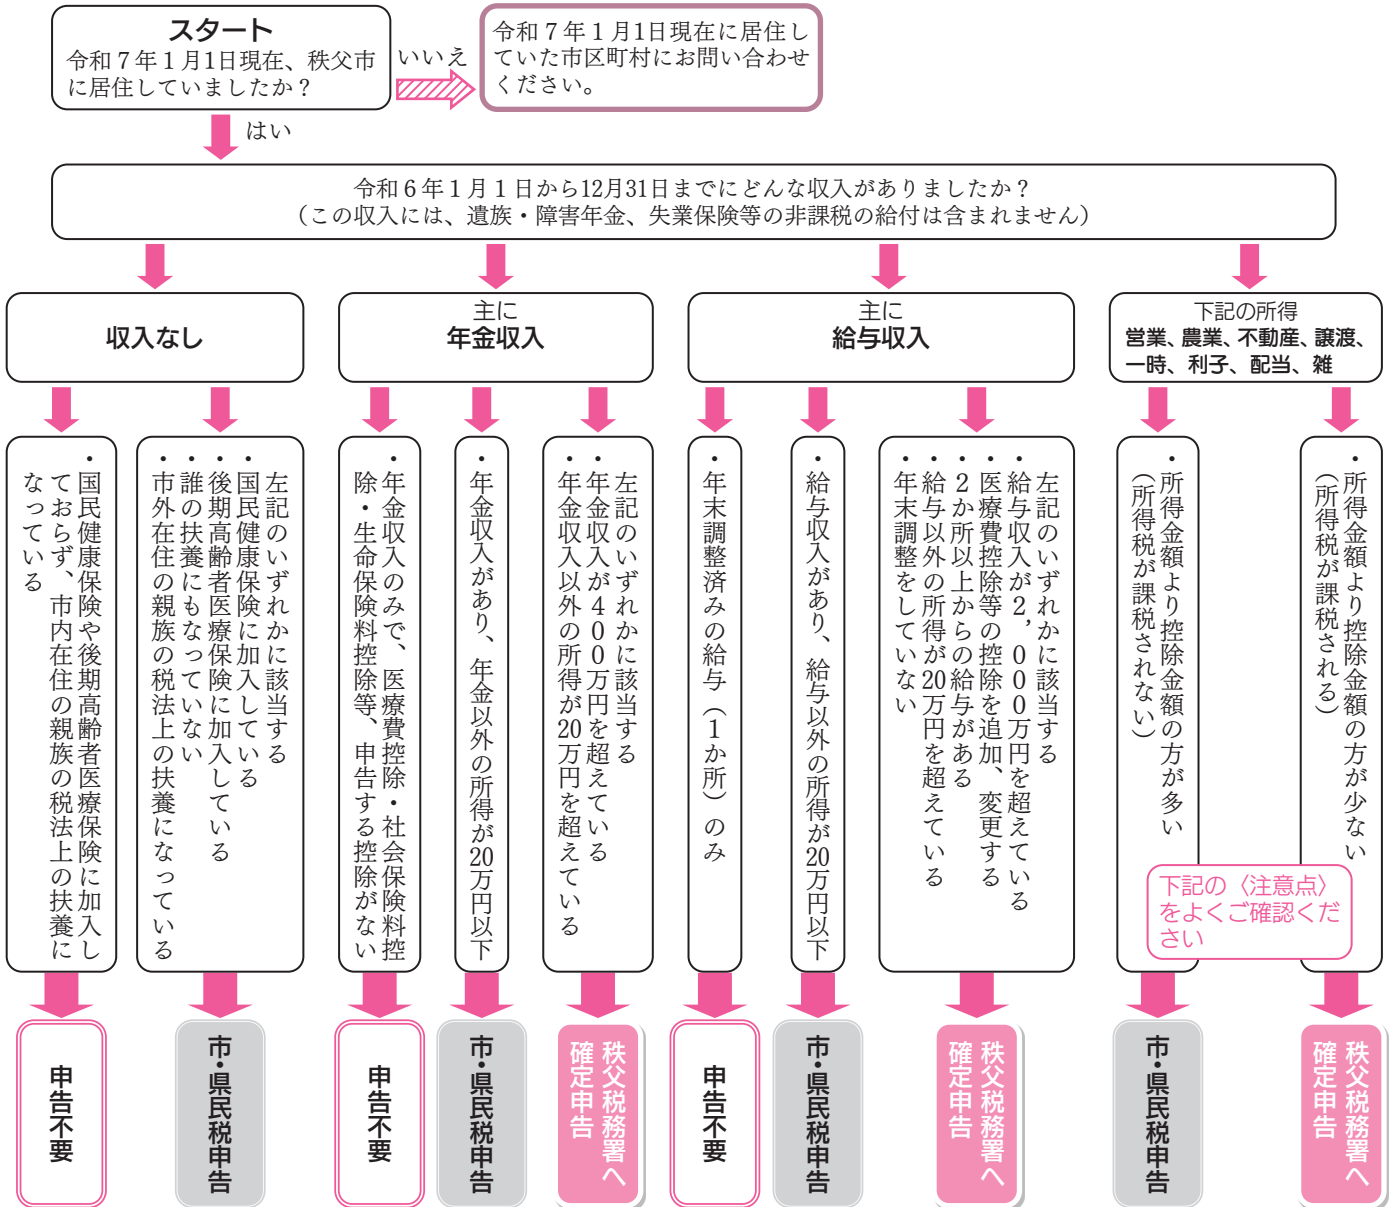 スタート
令和７年１月1日現在、秩父市
に居住していましたか？
いいえ
令和７年１月1日現在に居住し
ていた市区町村にお問い合わせ
ください。
はい
令和６年１月１日から12月31日までにどんな収入がありましたか？
（この収入には、遺族・障害年金、失業保険等の非課税の給付は含まれません）
収入なし
主に
年金収入
主に
給与収入
下記の所得
営業、農業、不動産、譲渡、
一時、利子、配当、雑
・国民健康保険や後期高齢者医療保険に加入し
ておらず、市内在住の親族の税法上の扶養に
なっている
左記のいずれかに該当する
・国民健康保険に加入している
・後期高齢者医療保険に加入している
・誰の扶養にもなっていない
・市外在住の親族の税法上の扶養になっている
・年金収入のみで、医療費控除・社会保険料控
除・生命保険料控除等、申告する控除がない
・年金収入があり、年金以外の所得が20万円以下
左記のいずれかに該当する
・年金収入が４００万円を超えている
・年金収入以外の所得が20万円を超えている
・年末調整済みの給与（１か所）のみ
・給与収入があり、給与以外の所得が20万円以下
左記のいずれかに該当する
・給与収入が２，０００万円を超えている
・医療費控除等の控除を追加、変更する
・２か所以上からの給与がある
・給与以外の所得が20万円を超えている
・年末調整をしていない
・所得金額より控除金額の方が多い
（所得税が課税されない）
・所得金額より控除金額の方が少ない
（所得税が課税される）
下記の〈注意点〉
をよくご確認くだ
さい
申告不要
市・県民税申告
申告不要
市・県民税申告
秩父税務署へ
確定申告
申告不要
市・県民税申告
秩父税務署へ
確定申告
市・県民税申告
秩父税務署へ
確定申告